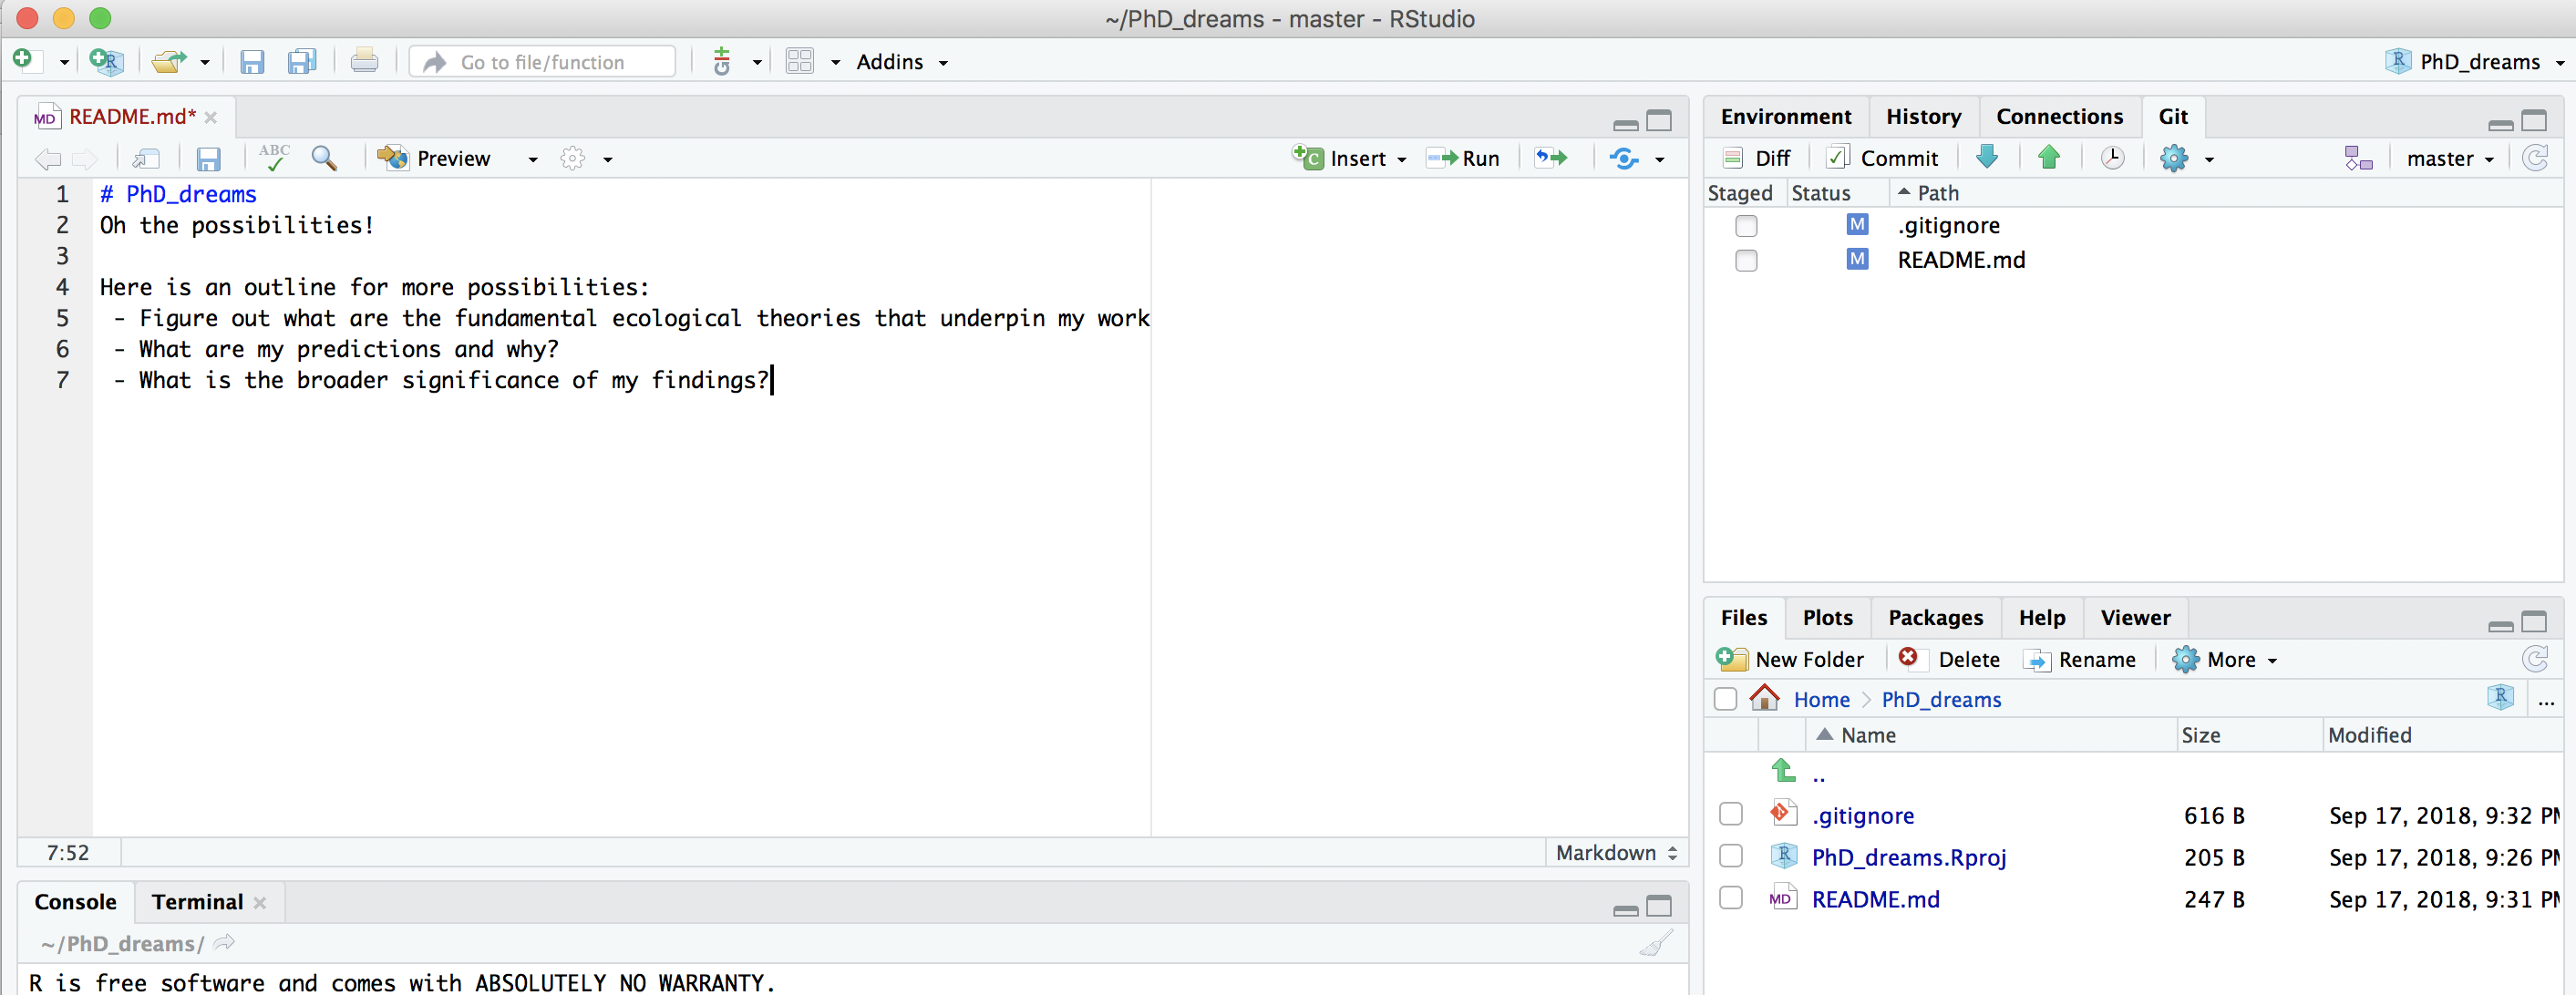 ~/PhD_dreams - master - RStudio
Go to file/function
Addins
PhD_dreams
README.md*
ABC
Preview
Insert
Run
1 # PhD_dreams
2 Oh the possibilities!
3
4 Here is an outline for more possibilities:
5 - Figure out what are the fundamental ecological theories that underpin my work
6 - What are my predictions and why?
7 - What is the broader significance of my findings?
7:52
Markdown
Console Terminal
~/PhD_dreams/
R is free software and comes with ABSOLUTELY NO WARRANTY.
Environment History Connections Git
Diff Commit master
Staged Status Path
M .gitignore
M README.md
Files Plots Packages Help Viewer
New Folder Delete Rename More
Home PhD_dreams ...
Name Size Modified
..
.gitignore 616 B Sep 17, 2018, 9:32
PhD_dreams.Rproj 205 B Sep 17, 2018, 9:26
MD README.md 247 B Sep 17, 2018, 9:31